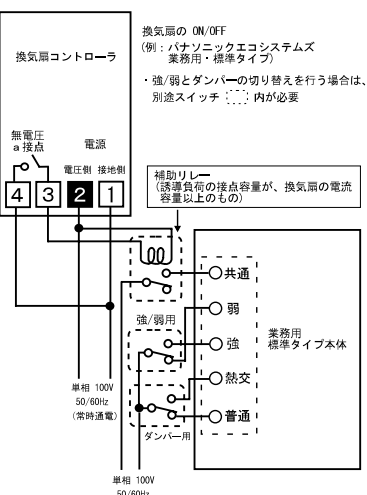 換気扇の ON/OFF
(例：パナソニックエコシステムズ
業務用・標準タイプ)
・強/弱とダンパーの切り替えを行う場合は、
別途スイッチ 内が必要
換気扇コントローラ
無電圧
a 接点
電源
電圧側 接地側
4 3 2 1
補助リレー
(誘導負荷の接点容量が、換気扇の電流
容量以上のもの)
共通
弱
強
熱交
普通
業務用
標準タイプ本体
強/弱用
ダンパー用
単相 100V
50/60Hz
(常時通電)
単相 100V
50/60Hz